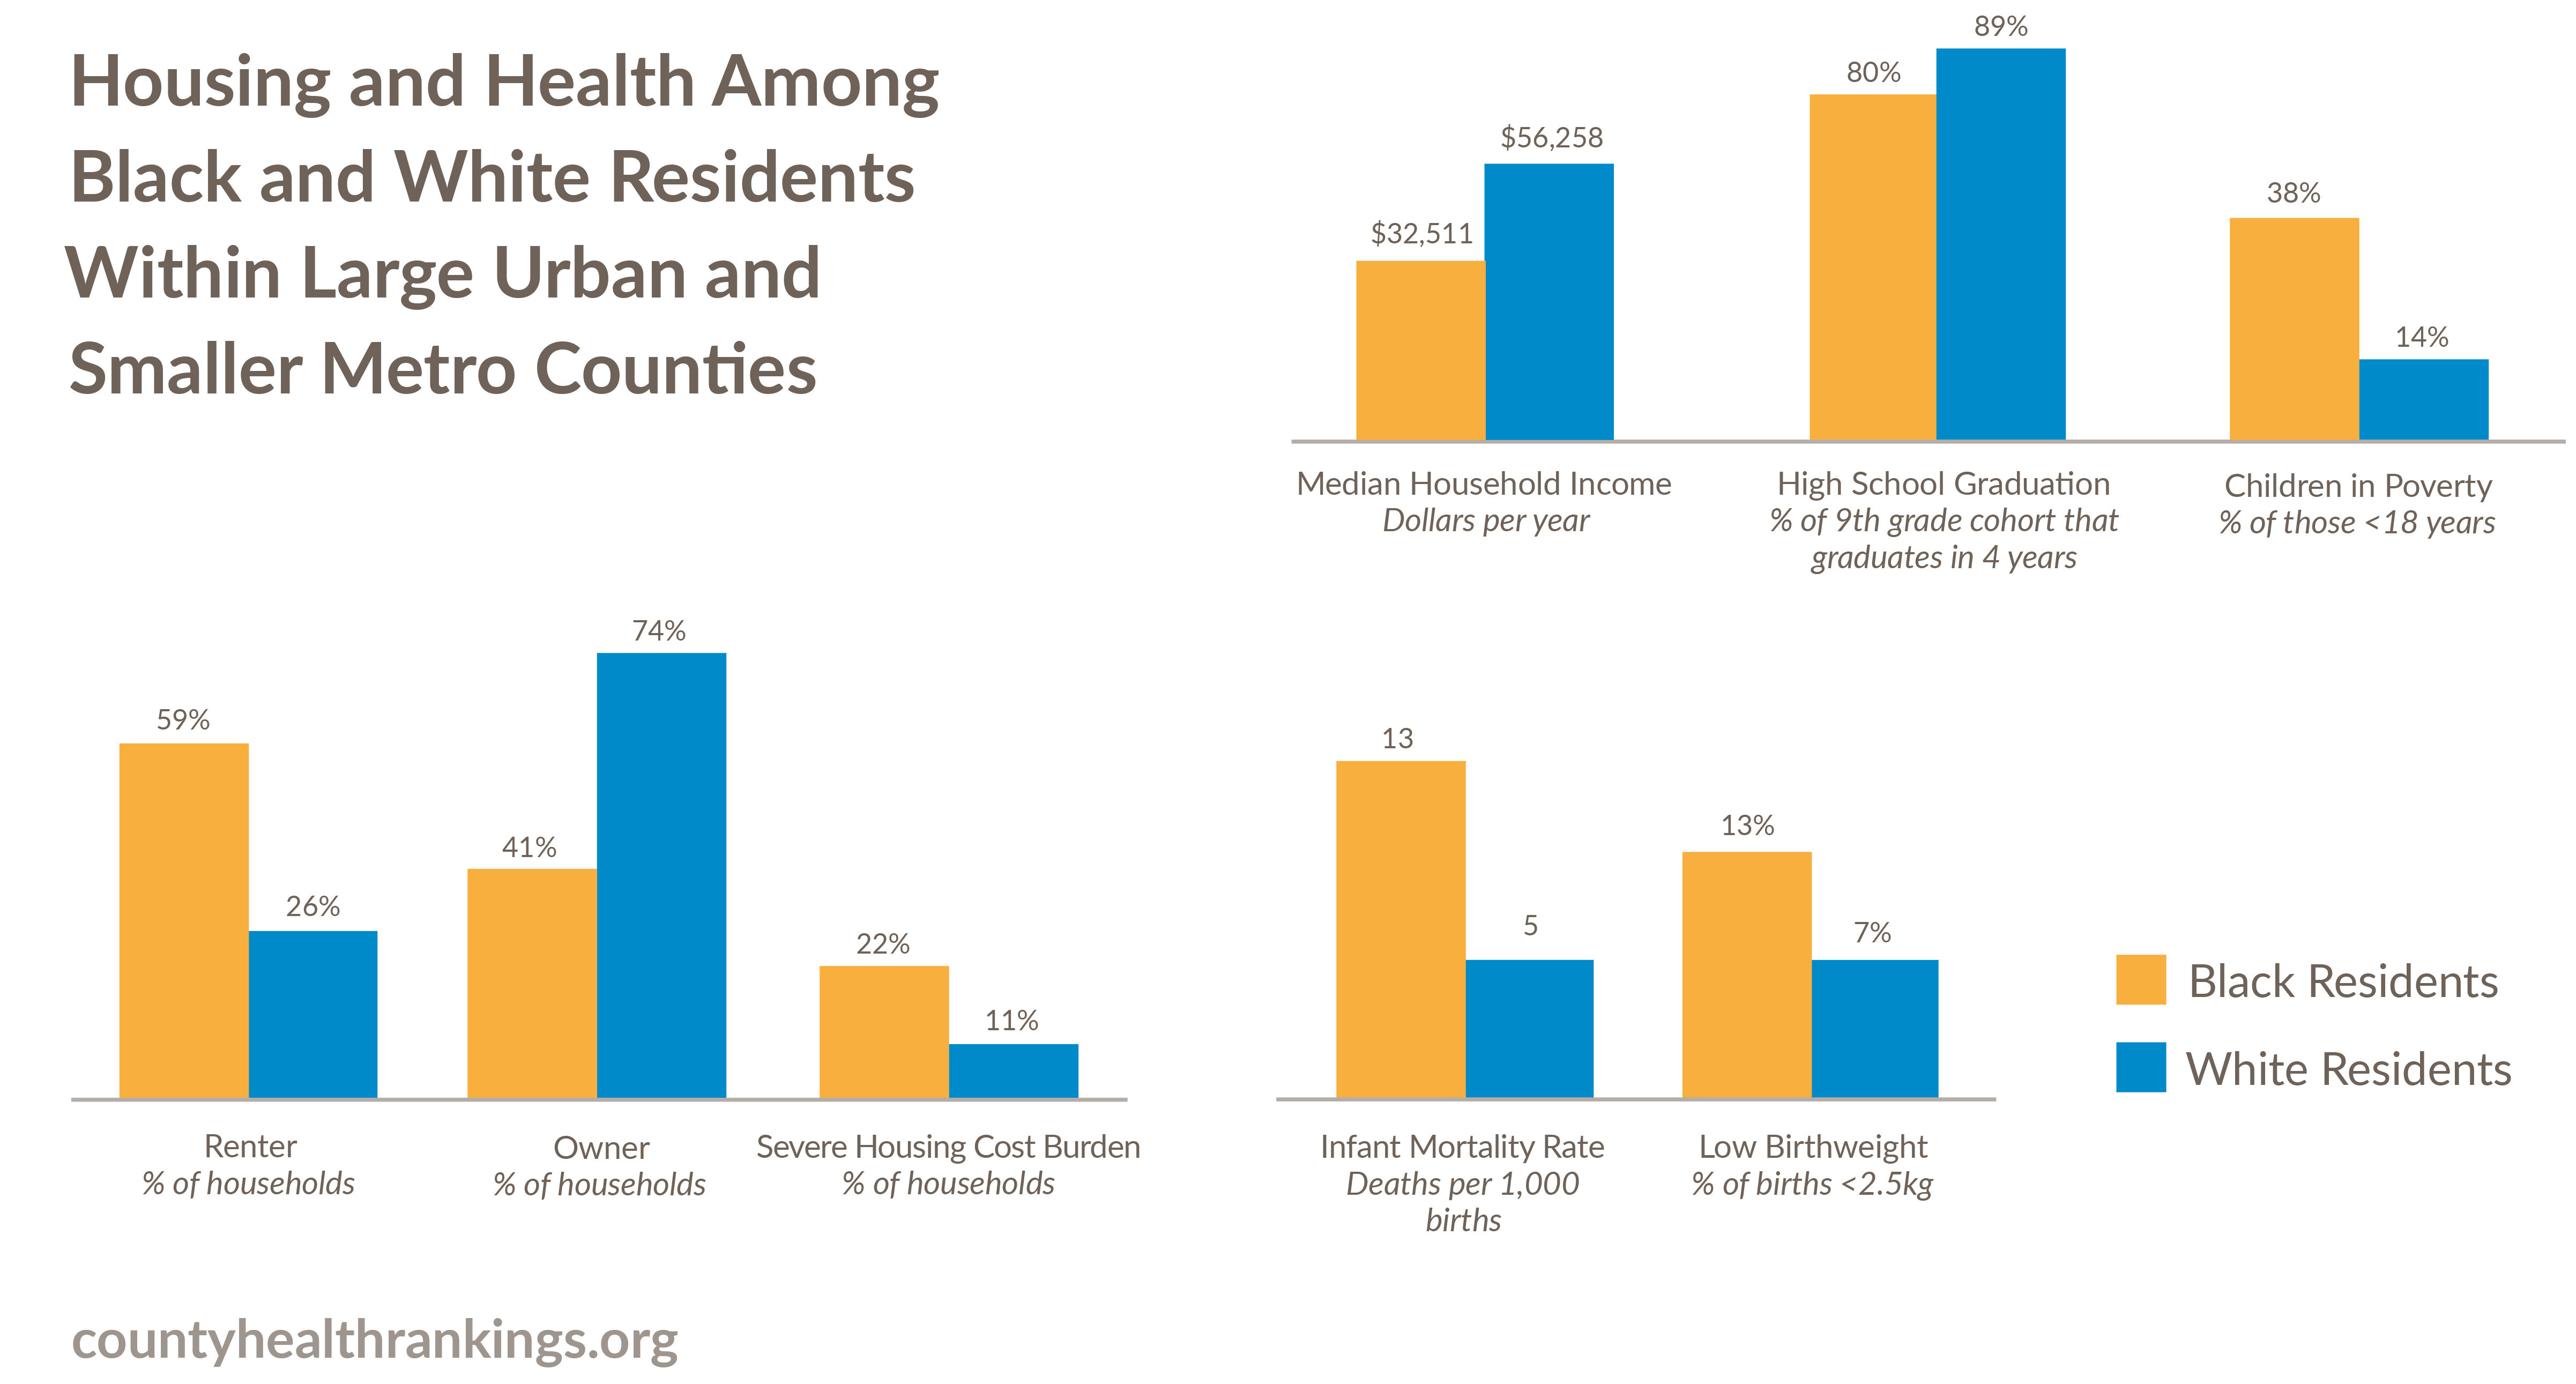 Housing and Health Among
Black and White Residents
Within Large Urban and
Smaller Metro Counties
$32,511
$56,258
80%
89%
38%
14%
Median Household Income
Dollars per year
High School Graduation
% of 9th grade cohort that
graduates in 4 years
Children in Poverty
% of those <18 years
59%
26%
41%
74%
22%
11%
Renter
% of households
Owner
% of households
Severe Housing Cost Burden
% of households
13
5
13%
7%
Infant Mortality Rate
Deaths per 1,000
births
Low Birthweight
% of births <2.5kg
Black Residents
White Residents
countyhealthrankings.org